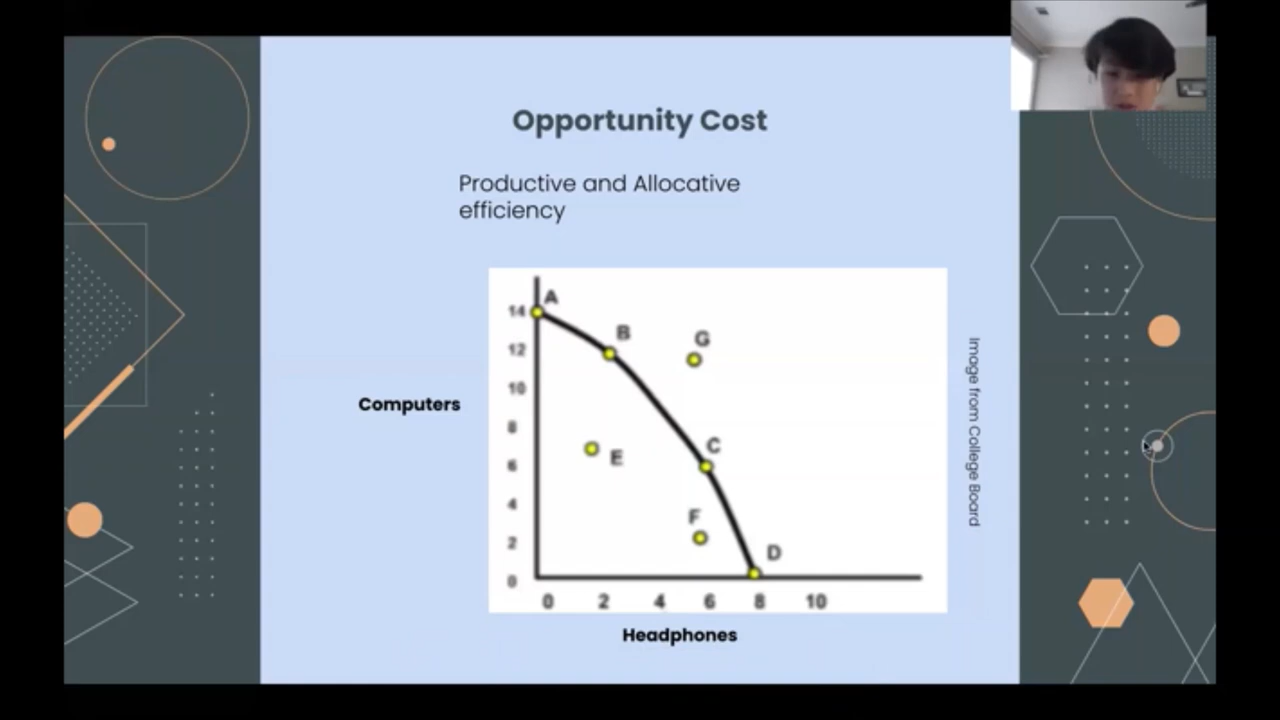 Opportunity Cost
Productive and Allocative
efficiency
Computers
14
12
10
8
6
4
2
0
A
B
G
C
E
F
D
0 2 4 6 8 10
Headphones
Image from College Board